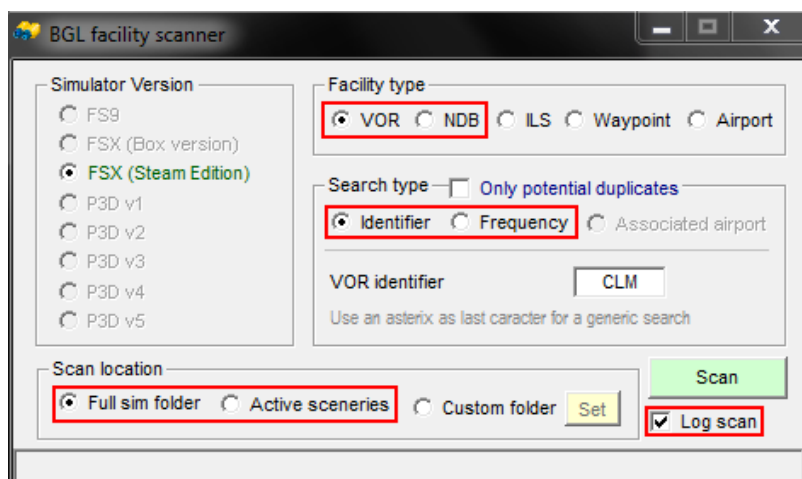 BGL facility scanner
Simulator Version
FS9
FSX (Box version)
FSX (Steam Edition)
P3D v1
P3D v2
P3D v3
P3D v4
P3D v5
Facility type
VOR NDB ILS Waypoint Airport
Search type Only potential duplicates
Identifier Frequency Associated airport
VOR identifier CLM
Use an asterix as last caracter for a generic search
Scan location
Full sim folder Active sceneries Custom folder Set
Scan
Log scan